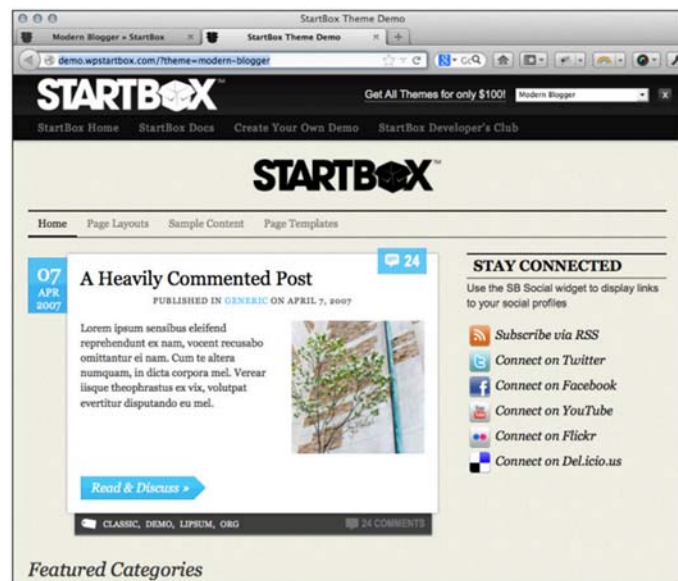 StartBox Theme Demo
Modern Blogger « StartBox
StartBox Theme Demo
demo.wpstartbox.com/?theme=modern-blogger
STARTBOX™
Get All Themes for only $100!
Modern Blogger
X
StartBox Home
StartBox Docs
Create Your Own Demo
StartBox Developer's Club
STARTBOX™
Home
Page Layouts
Sample Content
Page Templates
07
APR
2007
24
A Heavily Commented Post
PUBLISHED IN GENERIC ON APRIL 7, 2007
Lorem ipsum sensibus eleifend
reprehendunt ex nam, vocent recusabo
omittantur ei nam. Cum te altera
numquam, in dicta corpora mel. Verear
iisque theophrastus ex vix, volutpat
evertitur disputando eu mel.
Read & Discuss »
CLASSIC, DEMO, LIPSUM, ORG
24 COMMENTS
STAY CONNECTED
Use the SB Social widget to display links
to your social profiles
Subscribe via RSS
Connect on Twitter
Connect on Facebook
Connect on YouTube
Connect on Flickr
Connect on Del.icio.us
Featured Categories